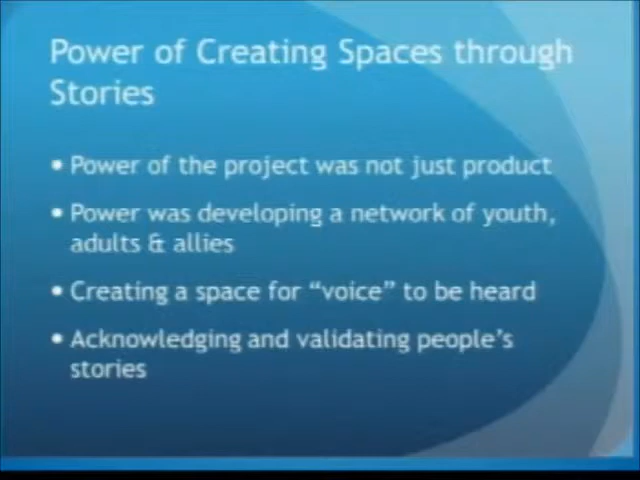 Power of Creating Spaces through
Stories
• Power of the project was not just product
• Power was developing a network of youth,
adults & allies
• Creating a space for “voice” to be heard
• Acknowledging and validating people’s
stories